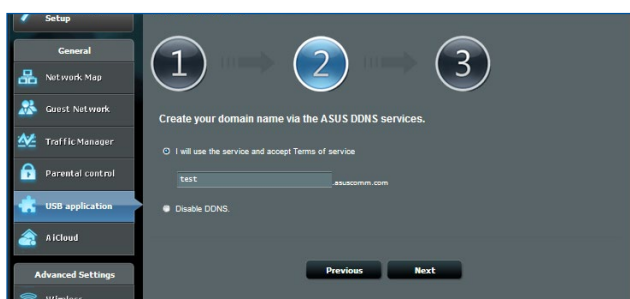 Setup
General
Network Map
Guest Network
Traffic Manager
Parental control
USB application
AiCloud
Advanced Settings
Wireless
1
2
3
Create your domain name via the ASUS DDNS services.
I will use the service and accept Terms of service
test .asuscomm.com
Disable DDNS.
Previous Next